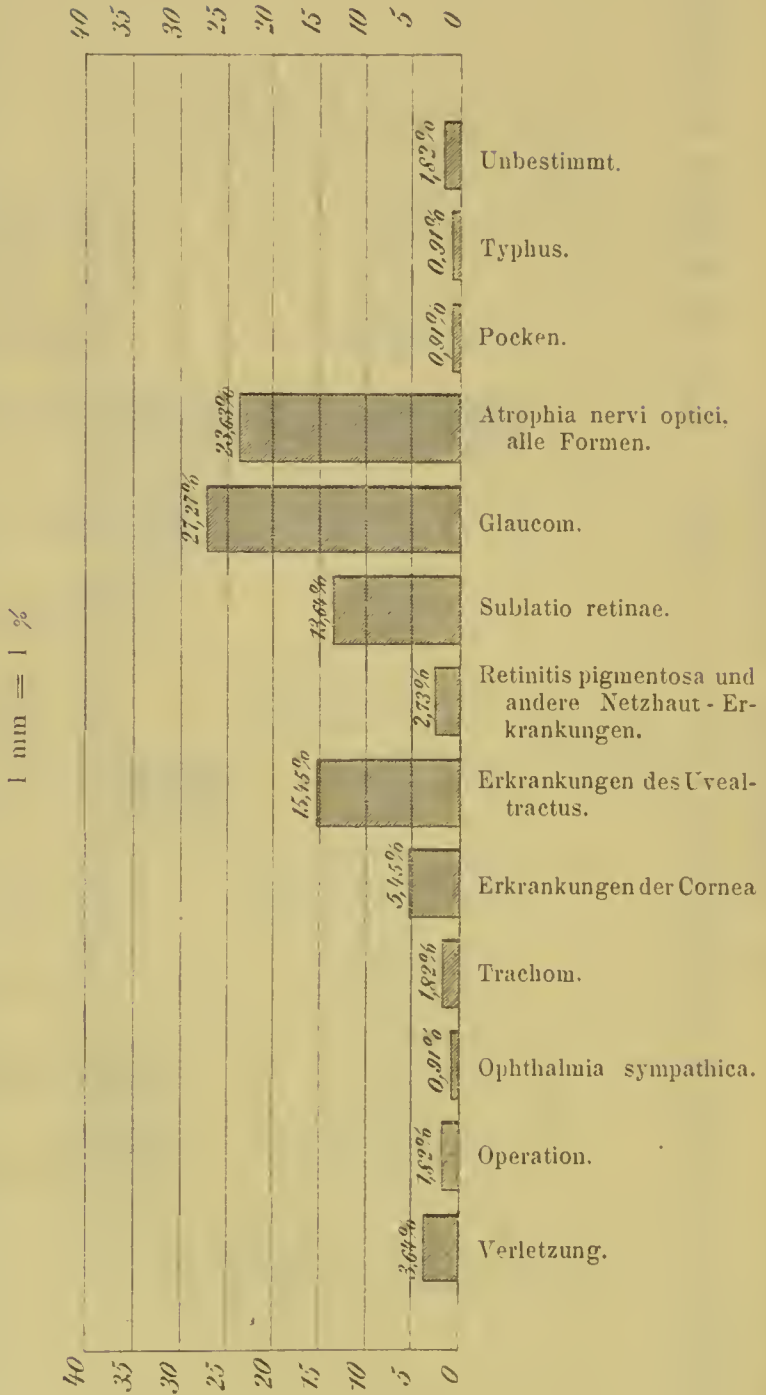 40 35 30 25 20 15 10 5 0
1 mm = 1 %
1,82% Unbestimmt.
0,91% Typhus.
0,91% Pocken.
23,63% Atrophia nervi optici.
alle Formen.
27,27% Glaucom.
13,64% Sublatio retinae.
2,73% Retinitis pigmentosa und
andere Netzhaut-Er-
krankungen.
15,45% Erkrankungen des Uveal-
tractus.
5,45% Erkrankungen der Cornea
1,82% Trachom.
0,91% Ophthalmia sympathica.
1,82% Operation.
3,64% Verletzung.
40 35 30 25 20 15 10 5 0